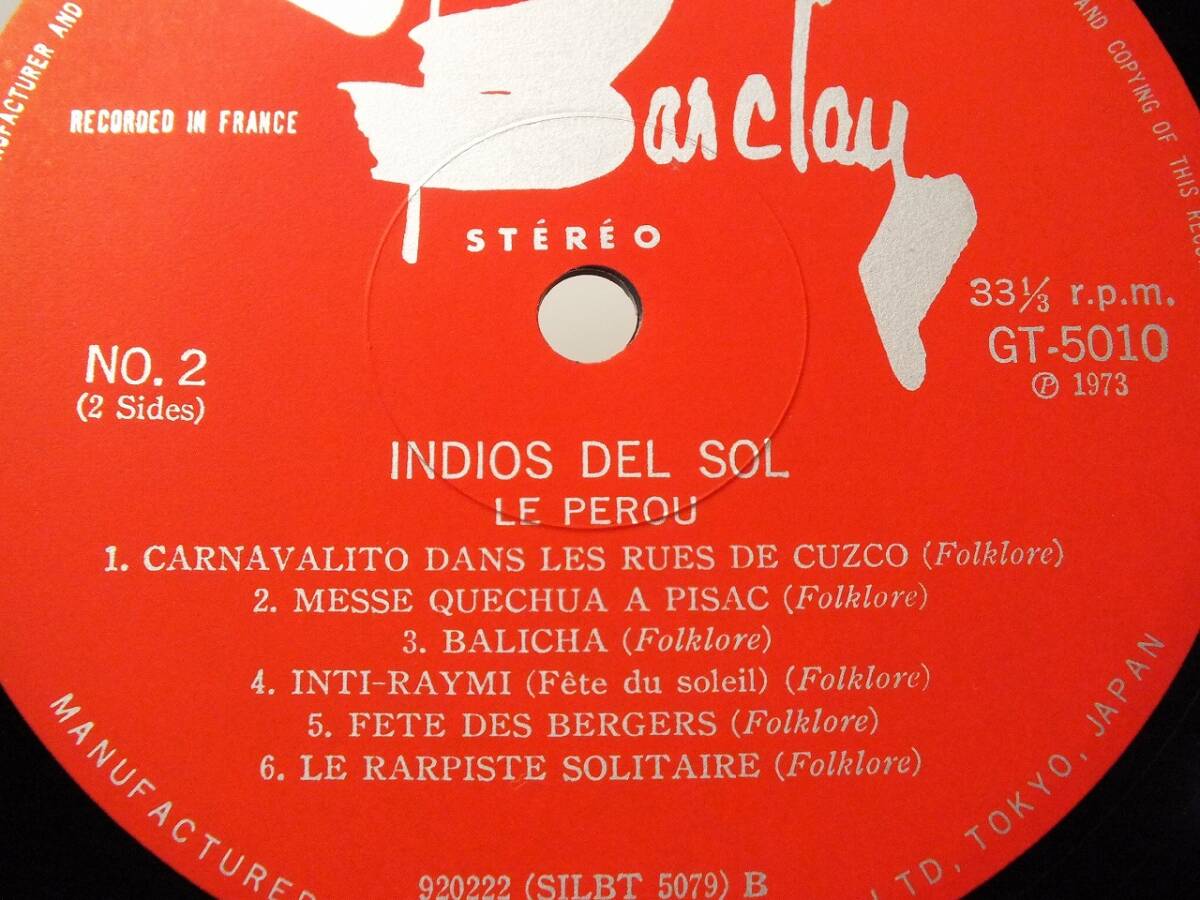 Barclay
RECORDED IN FRANCE
STÉRÉO
33⅓ r.p.m.
GT-5010
Ⓟ 1973
NO. 2
(2 Sides)
INDIOS DEL SOL
LE PEROU
1. CARNAVALITO DANS LES RUES DE CUZCO (Folklore)
2. MESSE QUECHUA A PISAC (Folklore)
3. BALICHA (Folklore)
4. INTI-RAYMI (Fête du soleil) (Folklore)
5. FETE DES BERGERS (Folklore)
6. LE RARPISTE SOLITAIRE (Folklore)
920222 (SILBT 5079) B
AND COPYING OF THIS
MANUFACTURER AND
MANUFACTURE
LTD, TOKYO, JAPAN